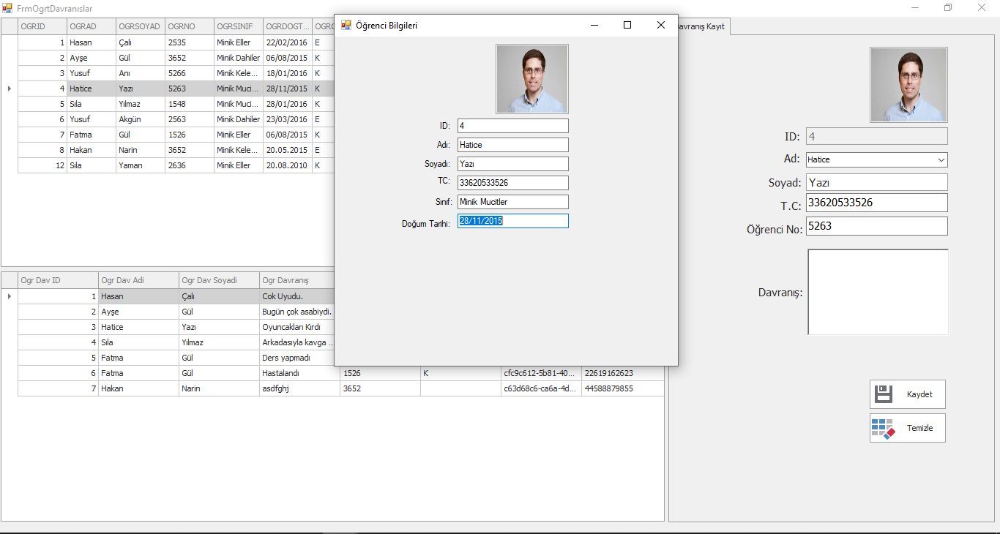 FrmOgrtDavranıslar
OGRID OGRAD OGRSOYAD OGRNO OGRSINIF OGRDOGT...
1 Hasan Çalı 2535 Minik Eller 22/02/2016 E
2 Ayşe Gül 3652 Minik Dahiler 06/08/2015 K
3 Yusuf Anı 5266 Minik Kele... 18/01/2016 K
4 Hatice Yazı 5263 Minik Muci... 28/11/2015 K
5 Sıla Yılmaz 1548 Minik Muci... 28/01/2016 K
6 Yusuf Akgün 2563 Minik Dahiler 23/03/2016 E
7 Fatma Gül 1526 Minik Eller 06/08/2015 K
8 Hakan Narin 3652 Minik Kele... 20.05.2015 E
12 Sıla Yaman 2636 Minik Eller 20.08.2010 K
Ogr Dav ID Ogr Dav Adi Ogr Dav Soyadi Ogr Davranış
1 Hasan Çalı Cok Uyudu.
2 Ayşe Gül Bugün çok asabiydi.
3 Hatice Yazı Oyuncakları Kırdı
4 Sıla Yılmaz Arkadasıyla kavga ...
5 Fatma Gül Ders yapmadı
6 Fatma Gül Hastalandı 1526 K cfc9c612-5b81-40... 22619162623
7 Hakan Narin asdfghj 3652 c63d68c6-ca6a-4d... 44588879855
Öğrenci Bilgileri
ID: 4
Adı: Hatice
Soyadı: Yazı
TC: 33620533526
Sınıf: Minik Mucitler
Doğum Tarihi: 28/11/2015
avranış Kayıt
ID: 4
Ad: Hatice
Soyad: Yazı
T.C: 33620533526
Öğrenci No: 5263
Davranış:
Kaydet
Temizle